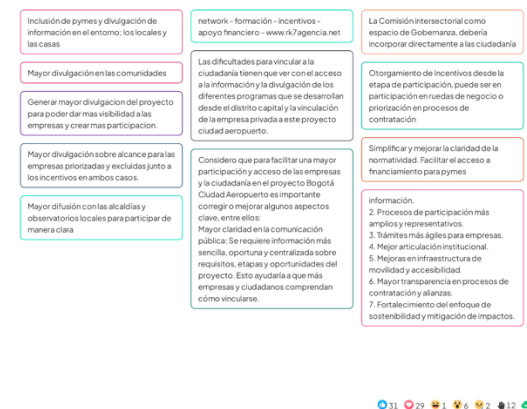 Inclusión de pymes y divulgación de
información en el entorno; los locales y
las casas
Mayor divulgación en las comunidades
Generar mayor divulgacion del proyecto
para poder dar mas visibilidad a las
empresas y crear mas participacion.
Mayor divulgación sobre alcance para las
empresas priorizadas y excluidas junto a
los incentivos en ambos casos.
Mayor difusión con las alcaldías y
observatorios locales para participar de
manera clara
network - formación - incentivos -
apoyo financiero - www.rk7agencia.net
Las dificultades para vincular a la
ciudadanía tienen que ver con el acceso
a la información y la divulgación de los
diferentes programas que se desarrollan
desde el distrito capital y la vinculación
de la empresa privada a este proyecto
ciudad aeropuerto.
Considero que para facilitar una mayor
participación y acceso de las empresas
y la ciudadanía en el proyecto Bogotá
Ciudad Aeropuerto es importante
corregir o mejorar algunos aspectos
clave, entre ellos:
Mayor claridad en la comunicación
pública: Se requiere información más
sencilla, oportuna y centralizada sobre
requisitos, etapas y oportunidades del
proyecto. Esto ayudaría a que más
empresas y ciudadanos comprendan
cómo vincularse.
La Comisión intersectorial como
espacio de Gobernanza, debería
incorporar directamente a las ciudadanía
Otorgamiento de Incentivos desde la
etapa de participación, puede ser en
participación en ruedas de negocio o
priorización en procesos de
contratación
Simplificar y mejorar la claridad de la
normatividad. Facilitar el acceso a
financiamiento para pymes
información.
2. Procesos de participación más
amplios y representativos.
3. Trámites más ágiles para empresas.
4. Mejor articulación institucional.
5. Mejoras en infraestructura de
movilidad y accesibilidad.
6. Mayor transparencia en procesos de
contratación y alianzas.
7. Fortalecimiento del enfoque de
sostenibilidad y mitigación de impactos.
31 29 1 6 2 12